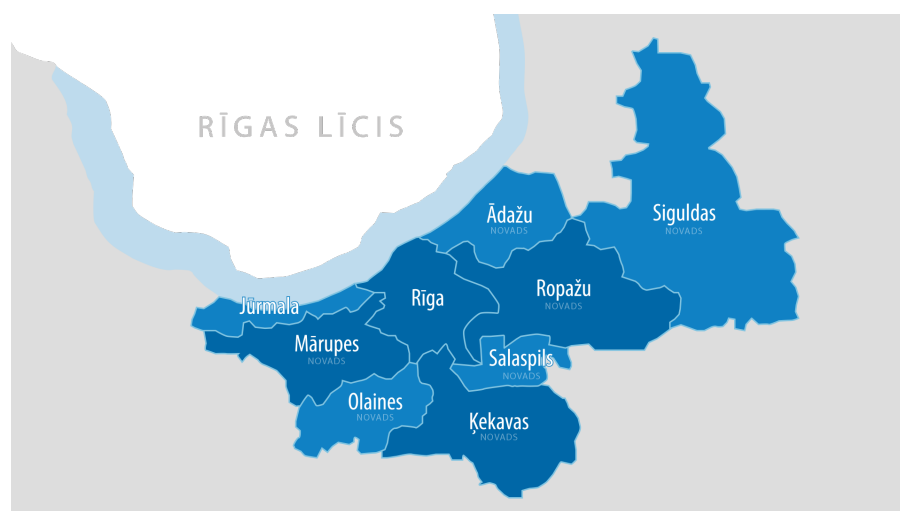 RĪGAS LĪCIS
Ādažu
NOVADS
Siguldas
NOVADS
Jūrmala
Rīga
Ropažu
NOVADS
Mārupes
NOVADS
Salaspils
NOVADS
Olaines
NOVADS
Ķekavas
NOVADS